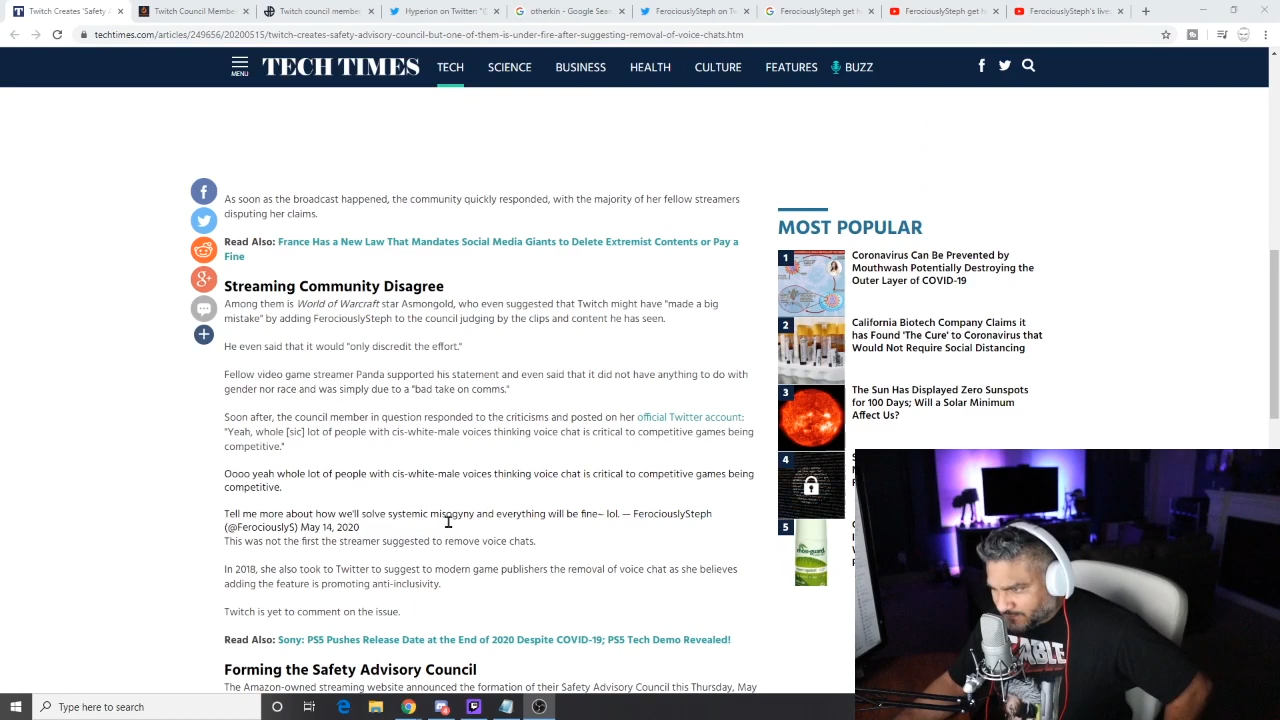 Twitch Creates 'Safety A
Twitch Council Membe
Twitch council member
Hyperion on Twitter: "E
otherkin - Google Sear
FerociouslySteph on Tw
FerociouslySteph get h
FerociouslySteph get h
FerociouslySteph's live
techtimes.com/articles/249656/20200515/twitch-creates-safety-advisory-council-but-one-of-them-is-under-fire-after-suggesting-removal-of-voice-chats.htm
MENU
TECH TIMES
TECH SCIENCE BUSINESS HEALTH CULTURE FEATURES BUZZ
As soon as the broadcast happened, the community quickly responded, with the majority of her fellow streamers
disputing her claims.
Read Also: France Has a New Law That Mandates Social Media Giants to Delete Extremist Contents or Pay a
Fine
Streaming Community Disagree
Among them is World of Warcraft star Asmongold, who even suggested that Twitch might have "made a big
mistake" by adding FerociouslySteph to the council judging by the clips and content he has seen.
He even said that it would "only discredit the effort."
Fellow video game streamer Panda supported his statement and even said that it did not have anything to do with
gender nor race and was simply due to a "bad take on comms."
Soon after, the council member in question responded to the criticisms and posted on her official Twitter account:
"Yeah, whole [sic] lot of people with cis-white-male voices thinking voice chat is critical to competitive games being
competitive."
Oooo yeah whole lot of people with cis-white-male voices thinking voice chat is critical to competitive games being
competitive.
Tell me more about how we'll solve systemic misogyny and everything will be fine~ lol. — FerociouslySteph
(@FerociouslyS) May 14, 2020
This was not the first the streamer suggested to remove voice chats.
In 2018, she also took to Twitter to suggest to modern game publishers the removal of voice chat as she believes
adding the feature is promoting anti-inclusivity.
Twitch is yet to comment on the issue.
Read Also: Sony: PS5 Pushes Release Date at the End of 2020 Despite COVID-19; PS5 Tech Demo Revealed!
Forming the Safety Advisory Council
The Amazon-owned streaming website announced the formation of their Safety Advisory Council this Thursday, May
MOST POPULAR
1
Coronavirus Can Be Prevented by
Mouthwash Potentially Destroying the
Outer Layer of COVID-19
2
California Biotech Company Claims it
has Found 'The Cure' to Coronavirus that
Would Not Require Social Distancing
3
The Sun Has Displayed Zero Sunspots
for 100 Days; Will a Solar Minimum
Affect Us?
4
5
Type here to search